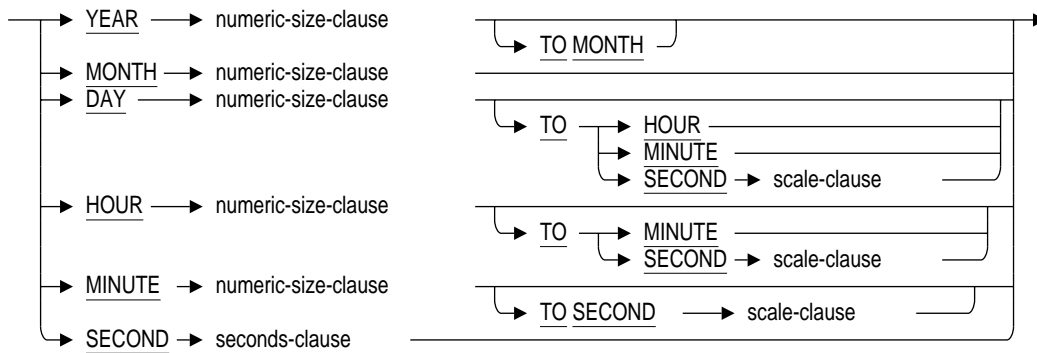 YEAR numeric-size-clause
TO MONTH
MONTH numeric-size-clause
DAY numeric-size-clause
TO HOUR
MINUTE
SECOND scale-clause
HOUR numeric-size-clause
TO MINUTE
SECOND scale-clause
MINUTE numeric-size-clause
TO SECOND scale-clause
SECOND seconds-clause